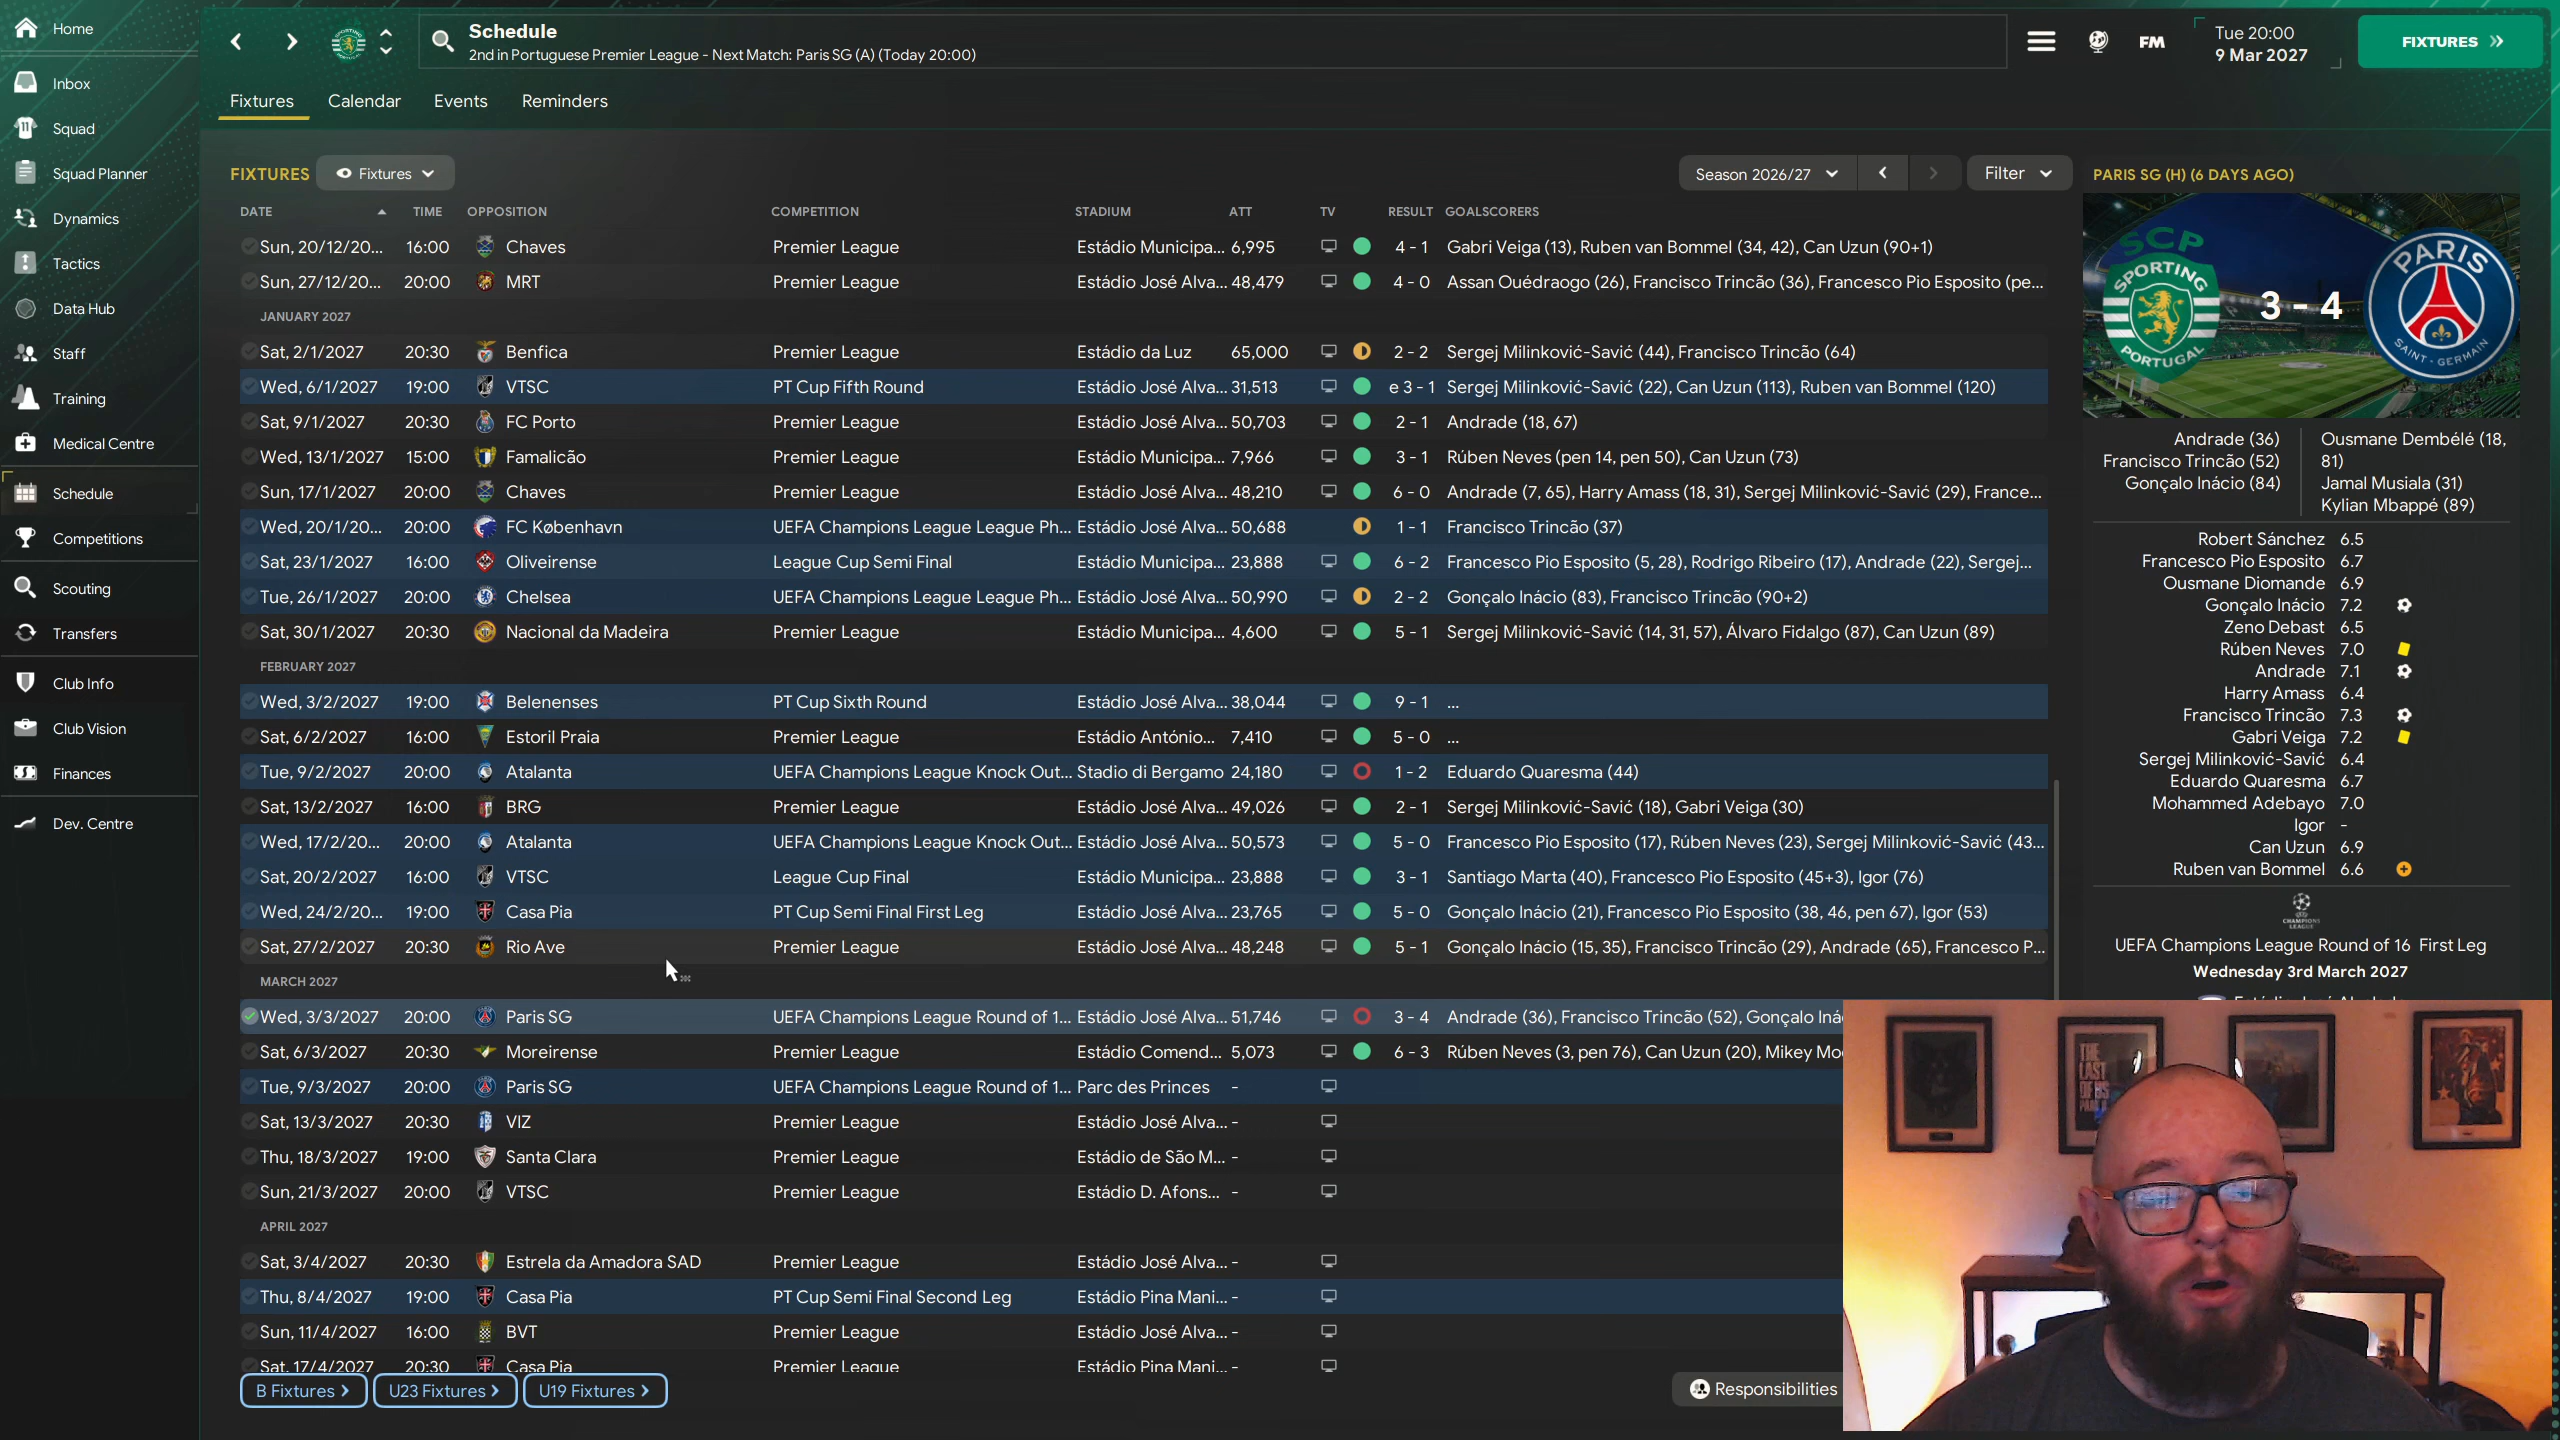 Home
Inbox
Squad
Squad Planner
Dynamics
Tactics
Data Hub
Staff
Training
Medical Centre
Schedule
Competitions
Scouting
Transfers
Club Info
Club Vision
Finances
Dev. Centre
Schedule
2nd in Portuguese Premier League - Next Match: Paris SG (A) (Today 20:00)
FM
Tue 20:00
9 Mar 2027
FIXTURES
Fixtures Calendar Events Reminders
FIXTURES Fixtures Season 2026/27 Filter
DATE TIME OPPOSITION COMPETITION STADIUM ATT TV RESULT GOALSCORERS
Sun, 20/12/20... 16:00 Chaves Premier League Estádio Municipa... 6,995 4 - 1 Gabri Veiga (13), Ruben van Bommel (34, 42), Can Uzun (90+1)
Sun, 27/12/20... 20:00 MRT Premier League Estádio José Alva... 48,479 4 - 0 Assan Ouédraogo (26), Francisco Trincão (36), Francesco Pio Esposito (pe...
JANUARY 2027
Sat, 2/1/2027 20:30 Benfica Premier League Estádio da Luz 65,000 2 - 2 Sergej Milinković-Savić (44), Francisco Trincão (64)
Wed, 6/1/2027 19:00 VTSC PT Cup Fifth Round Estádio José Alva... 31,513 e 3 - 1 Sergej Milinković-Savić (22), Can Uzun (113), Ruben van Bommel (120)
Sat, 9/1/2027 20:30 FC Porto Premier League Estádio José Alva... 50,703 2 - 1 Andrade (18, 67)
Wed, 13/1/2027 15:00 Famalicão Premier League Estádio Municipa... 7,966 3 - 1 Rúben Neves (pen 14, pen 50), Can Uzun (73)
Sun, 17/1/2027 20:00 Chaves Premier League Estádio José Alva... 48,210 6 - 0 Andrade (7, 65), Harry Amass (18, 31), Sergej Milinković-Savić (29), France...
Wed, 20/1/20... 20:00 FC København UEFA Champions League League Ph... Estádio José Alva... 50,688 1 - 1 Francisco Trincão (37)
Sat, 23/1/2027 16:00 Oliveirense League Cup Semi Final Estádio Municipa... 23,888 6 - 2 Francesco Pio Esposito (5, 28), Rodrigo Ribeiro (17), Andrade (22), Sergej...
Tue, 26/1/2027 20:00 Chelsea UEFA Champions League League Ph... Estádio José Alva... 50,990 2 - 2 Gonçalo Inácio (83), Francisco Trincão (90+2)
Sat, 30/1/2027 20:30 Nacional da Madeira Premier League Estádio Municipa... 4,600 5 - 1 Sergej Milinković-Savić (14, 31, 57), Álvaro Fidalgo (87), Can Uzun (89)
FEBRUARY 2027
Wed, 3/2/2027 19:00 Belenenses PT Cup Sixth Round Estádio José Alva... 38,044 9 - 1 ...
Sat, 6/2/2027 16:00 Estoril Praia Premier League Estádio António... 7,410 5 - 0 ...
Tue, 9/2/2027 20:00 Atalanta UEFA Champions League Knock Out... Stadio di Bergamo 24,180 1 - 2 Eduardo Quaresma (44)
Sat, 13/2/2027 16:00 BRG Premier League Estádio José Alva... 49,026 2 - 1 Sergej Milinković-Savić (18), Gabri Veiga (30)
Wed, 17/2/20... 20:00 Atalanta UEFA Champions League Knock Out... Estádio José Alva... 50,573 5 - 0 Francesco Pio Esposito (17), Rúben Neves (23), Sergej Milinković-Savić (43...
Sat, 20/2/2027 16:00 VTSC League Cup Final Estádio Municipa... 23,888 3 - 1 Santiago Marta (40), Francesco Pio Esposito (45+3), Igor (76)
Wed, 24/2/20... 19:00 Casa Pia PT Cup Semi Final First Leg Estádio José Alva... 23,765 5 - 0 Gonçalo Inácio (21), Francesco Pio Esposito (38, 46, pen 67), Igor (53)
Sat, 27/2/2027 20:30 Rio Ave Premier League Estádio José Alva... 48,248 5 - 1 Gonçalo Inácio (15, 35), Francisco Trincão (29), Andrade (65), Francesco P...
MARCH 2027
Wed, 3/3/2027 20:00 Paris SG UEFA Champions League Round of 1... Estádio José Alva... 51,746 3 - 4 Andrade (36), Francisco Trincão (52), Gonçalo Iná
Sat, 6/3/2027 20:30 Moreirense Premier League Estádio Comend... 5,073 6 - 3 Rúben Neves (3, pen 76), Can Uzun (20), Mikey Mo
Tue, 9/3/2027 20:00 Paris SG UEFA Champions League Round of 1... Parc des Princes -
Sat, 13/3/2027 20:30 VIZ Premier League Estádio José Alva... -
Thu, 18/3/2027 19:00 Santa Clara Premier League Estádio de São M... -
Sun, 21/3/2027 20:00 VTSC Premier League Estádio D. Afons... -
APRIL 2027
Sat, 3/4/2027 20:30 Estrela da Amadora SAD Premier League Estádio José Alva... -
Thu, 8/4/2027 19:00 Casa Pia PT Cup Semi Final Second Leg Estádio Pina Mani... -
Sun, 11/4/2027 16:00 BVT Premier League Estádio José Alva... -
Sat, 17/4/2027 20:30 Casa Pia Premier League Estádio Pina Mani... -
B Fixtures U23 Fixtures U19 Fixtures Responsibilities
PARIS SG (H) (6 DAYS AGO)
SCP
SPORTING
PORTUGAL
3 - 4
PARIS
SAINT-GERMAIN
Andrade (36)
Francisco Trincão (52)
Gonçalo Inácio (84)
Ousmane Dembélé (18,
81)
Jamal Musiala (31)
Kylian Mbappé (89)
Robert Sánchez 6.5
Francesco Pio Esposito 6.7
Ousmane Diomande 6.9
Gonçalo Inácio 7.2
Zeno Debast 6.5
Rúben Neves 7.0
Andrade 7.1
Harry Amass 6.4
Francisco Trincão 7.3
Gabri Veiga 7.2
Sergej Milinković-Savić 6.4
Eduardo Quaresma 6.7
Mohammed Adebayo 7.0
Igor -
Can Uzun 6.9
Ruben van Bommel 6.6
CHAMPIONS
LEAGUE
UEFA Champions League Round of 16 First Leg
Wednesday 3rd March 2027
THE
LAST
OF US